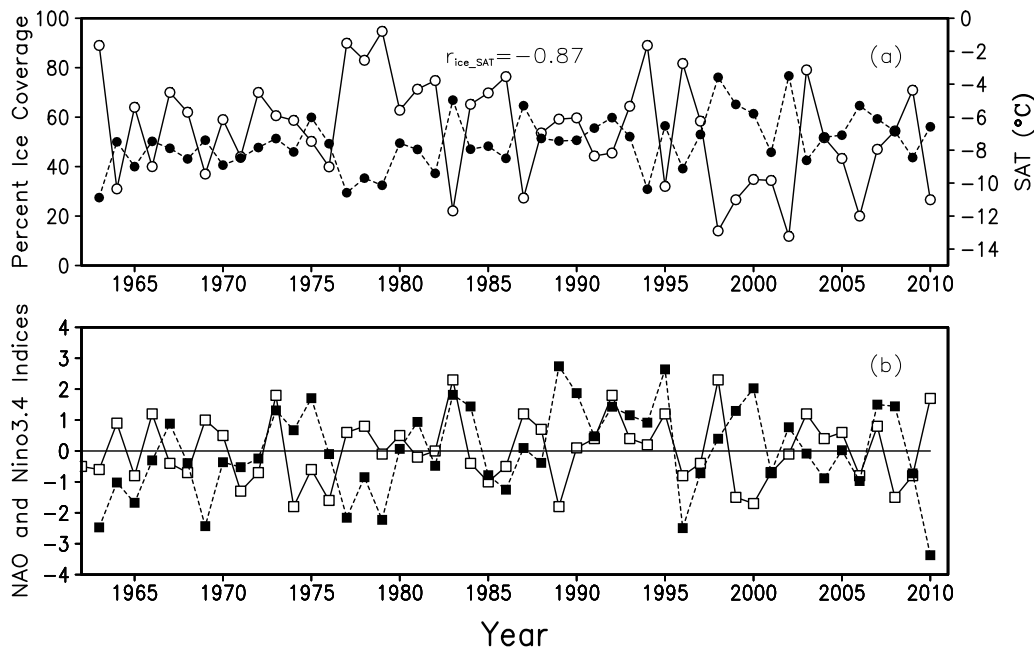 Percent Ice Coverage
100
80
60
40
20
0
r ice_SAT = −0.87
(a)
0
−2
−4
−6
−8
−10
−12
−14
SAT (°C)
1965 1970 1975 1980 1985 1990 1995 2000 2005 2010
NAO and Nino3.4 Indices
4
3
2
1
0
−1
−2
−3
−4
(b)
1965 1970 1975 1980 1985 1990 1995 2000 2005 2010
Year